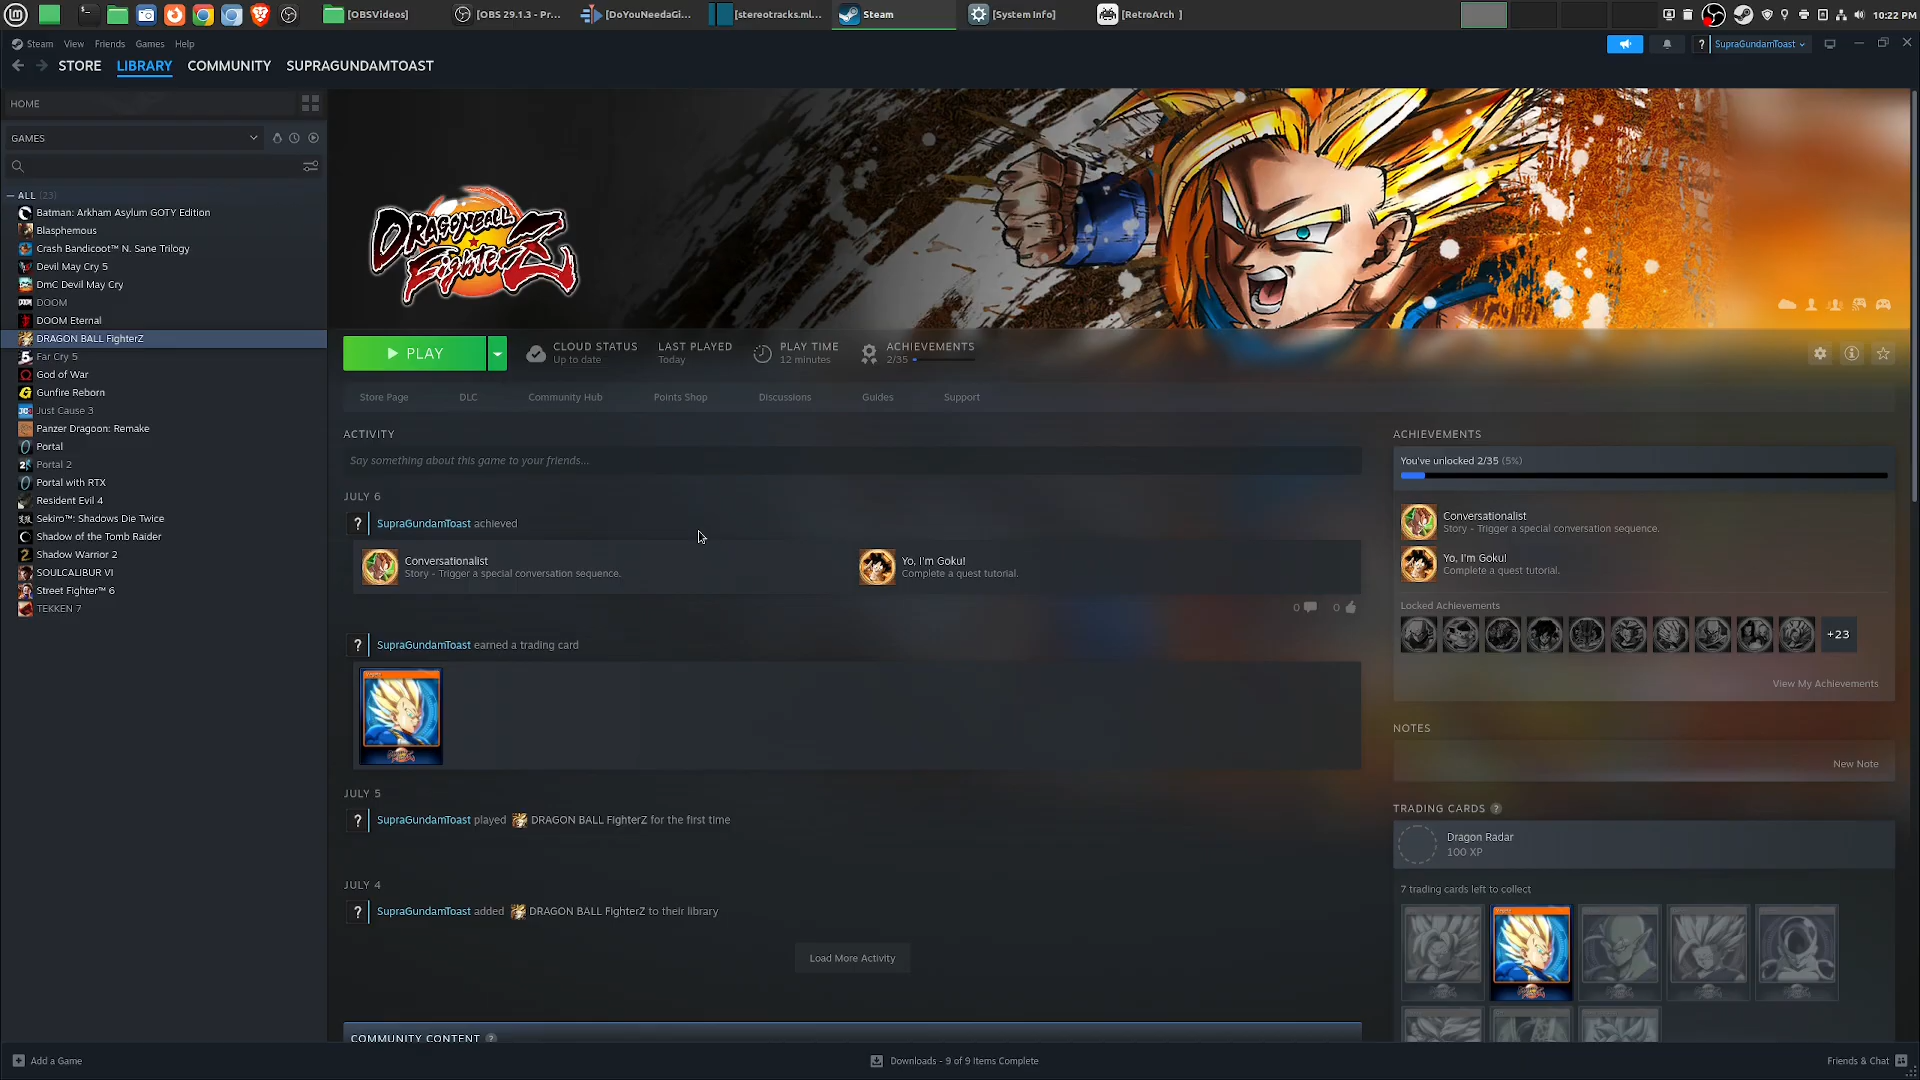 [OBSVideos]
[OBS 29.1.3 - Pr...
[DoYouNeedaGi...
[stereotracks.ml...
Steam
[System Info]
[RetroArch ]
10:22 PM
Steam
View
Friends
Games
Help
SupraGundamToast
STORE
LIBRARY
COMMUNITY
SUPRAGUNDAMTOAST
HOME
GAMES
ALL (23)
Batman: Arkham Asylum GOTY Edition
Blasphemous
Crash Bandicoot™ N. Sane Trilogy
Devil May Cry 5
DmC Devil May Cry
DOOM
DOOM Eternal
DRAGON BALL FighterZ
Far Cry 5
God of War
Gunfire Reborn
Just Cause 3
Panzer Dragoon: Remake
Portal
Portal 2
Portal with RTX
Resident Evil 4
Sekiro™: Shadows Die Twice
Shadow of the Tomb Raider
Shadow Warrior 2
SOULCALIBUR VI
Street Fighter™ 6
TEKKEN 7
DRAGONBALL
FighterZ
PLAY
CLOUD STATUS
Up to date
LAST PLAYED
Today
PLAY TIME
12 minutes
ACHIEVEMENTS
2/35
Store Page
DLC
Community Hub
Points Shop
Discussions
Guides
Support
ACTIVITY
Say something about this game to your friends...
JULY 6
SupraGundamToast achieved
Conversationalist
Story - Trigger a special conversation sequence.
Yo, I'm Goku!
Complete a quest tutorial.
0
0
SupraGundamToast earned a trading card
JULY 5
SupraGundamToast played DRAGON BALL FighterZ for the first time
JULY 4
SupraGundamToast added DRAGON BALL FighterZ to their library
Load More Activity
COMMUNITY CONTENT ?
ACHIEVEMENTS
You've unlocked 2/35 (5%)
Conversationalist
Story - Trigger a special conversation sequence.
Yo, I'm Goku!
Complete a quest tutorial.
Locked Achievements
+23
View My Achievements
NOTES
New Note
TRADING CARDS ?
Dragon Radar
100 XP
7 trading cards left to collect
Add a Game
Downloads - 9 of 9 Items Complete
Friends & Chat